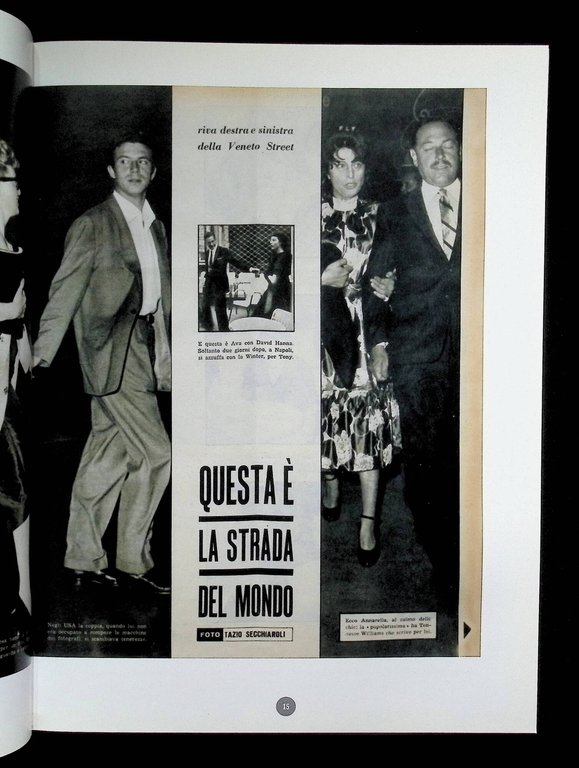 riva destra e sinistra
della Veneto Street
FLY
E questa è Ava con David Hanna.
Soltanto due giorni dopo, a Napoli,
si azzuffa con la Winter, per Tony.
QUESTA È
LA STRADA
DEL MONDO
FOTO TAZIO SECCHIAROLI
Negli USA la coppia, quando lui non
era occupato a rompere le macchine
dei fotografi, si scambiava tenerezze.
Ecco Annarella, al culmo dello
chic: la « popolarissima » ha Ten-
nessee Williams che scrive per lei.
15